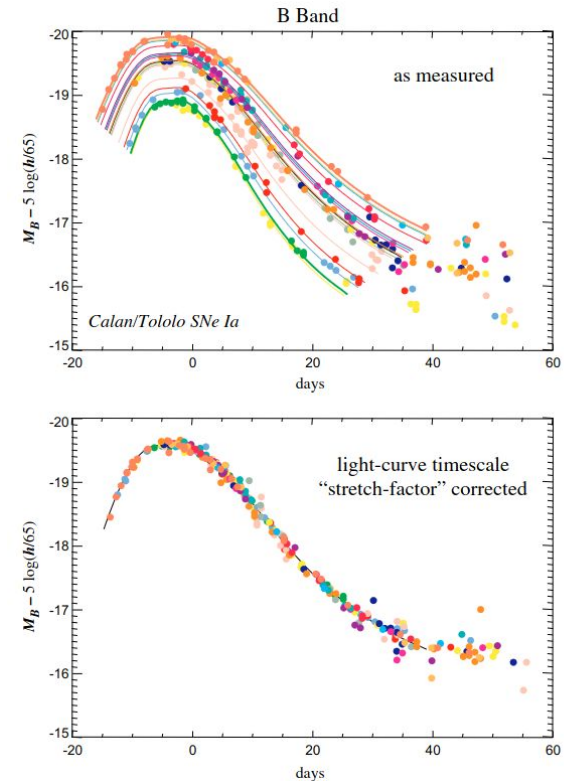 B Band
as measured
M_B – 5 log(h/65)
-20
-19
-18
-17
-16
-15
Calan/Tololo SNe Ia
-20
0
20
40
60
days
light-curve timescale
“stretch-factor” corrected
M_B – 5 log(h/65)
-20
-19
-18
-17
-16
-15
-20
0
20
40
60
days